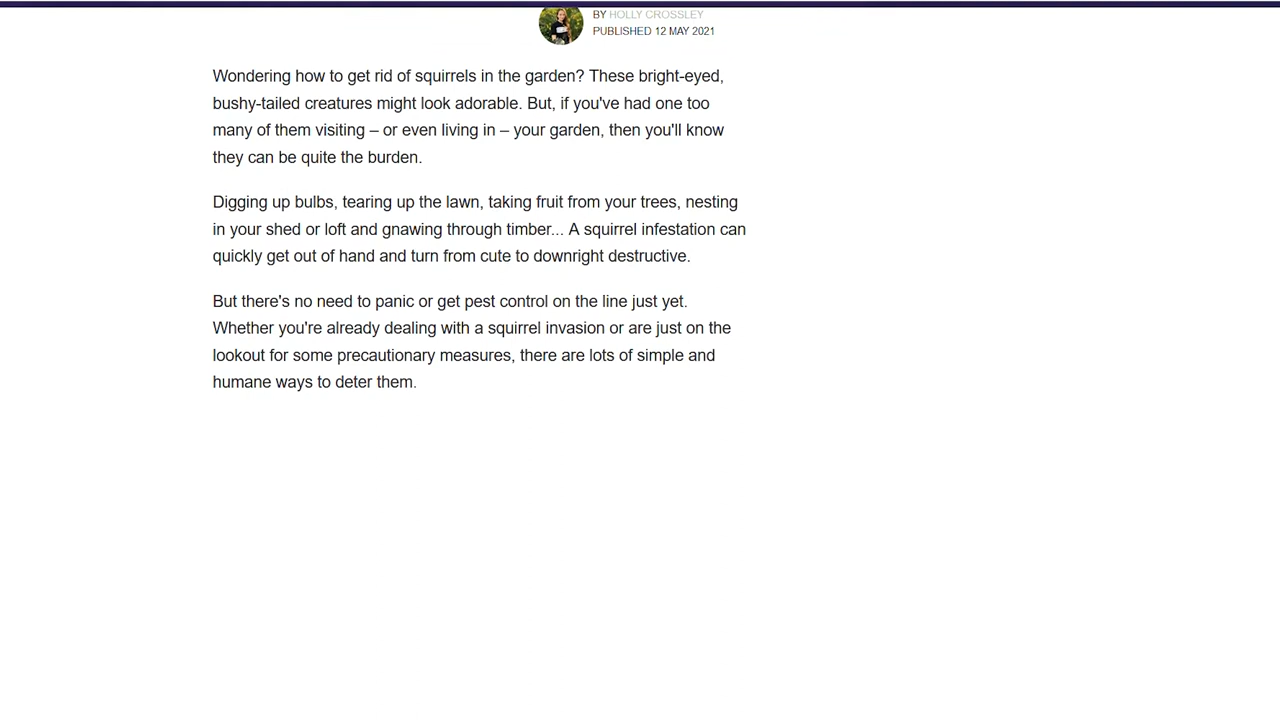 BY HOLLY CROSSLEY
PUBLISHED 12 MAY 2021
Wondering how to get rid of squirrels in the garden? These bright-eyed,
bushy-tailed creatures might look adorable. But, if you've had one too
many of them visiting – or even living in – your garden, then you'll know
they can be quite the burden.
Digging up bulbs, tearing up the lawn, taking fruit from your trees, nesting
in your shed or loft and gnawing through timber... A squirrel infestation can
quickly get out of hand and turn from cute to downright destructive.
But there's no need to panic or get pest control on the line just yet.
Whether you're already dealing with a squirrel invasion or are just on the
lookout for some precautionary measures, there are lots of simple and
humane ways to deter them.